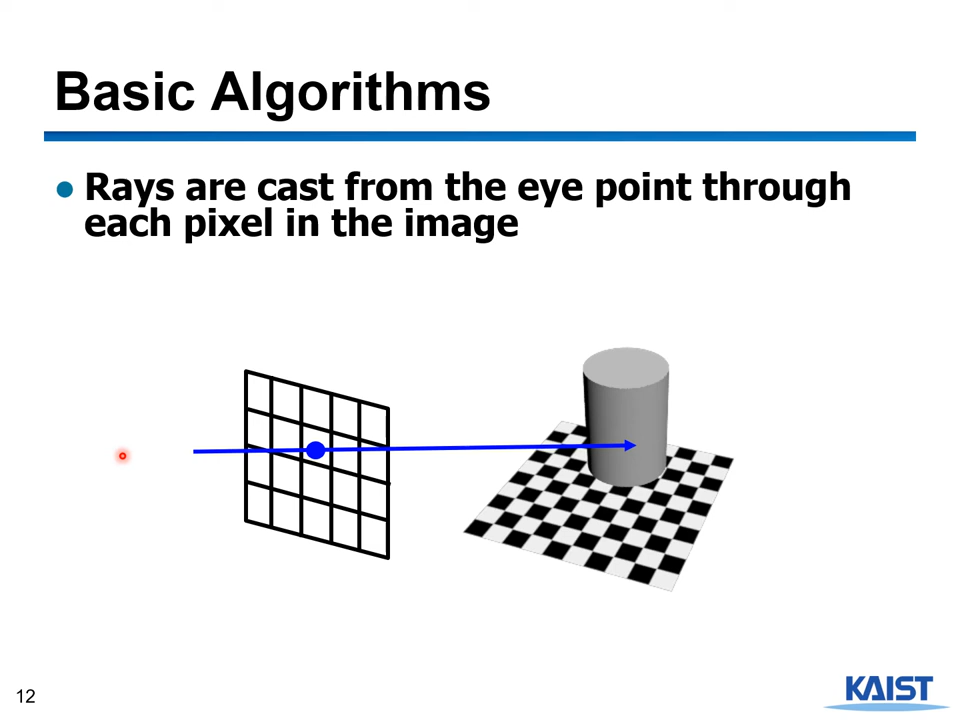 Basic Algorithms
Rays are cast from the eye point through
each pixel in the image
12
KAIST